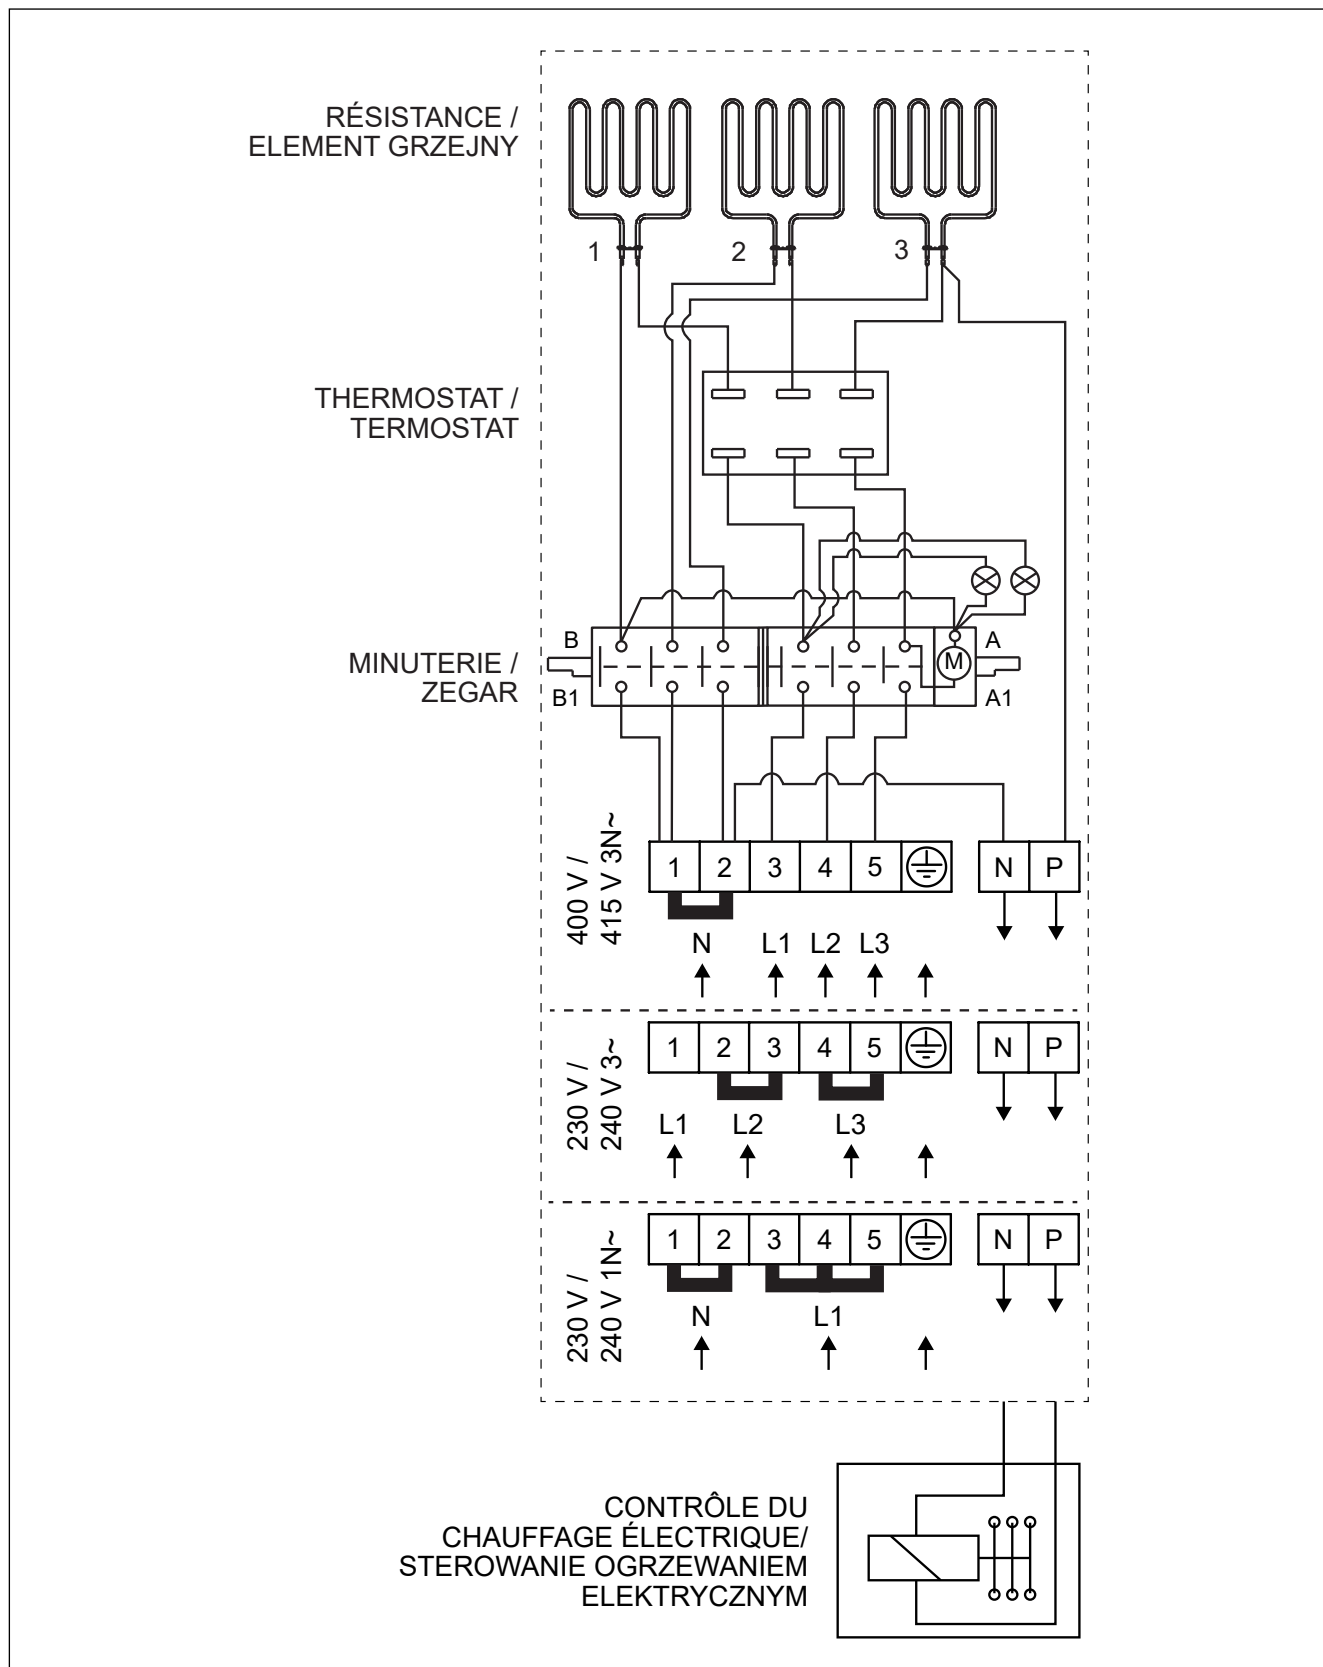 RÉSISTANCE /
ELEMENT GRZEJNY
1 2 3
THERMOSTAT /
TERMOSTAT
MINUTERIE /
ZEGAR
B A
M
B1 A1
400 V /
415 V 3N~
1 2 3 4 5 N P
N L1 L2 L3
230 V /
240 V 3~
1 2 3 4 5 N P
L1 L2 L3
230 V /
240 V 1N~
1 2 3 4 5 N P
N L1
CONTRÔLE DU
CHAUFFAGE ÉLECTRIQUE/
STEROWANIE OGRZEWANIEM
ELEKTRYCZNYM